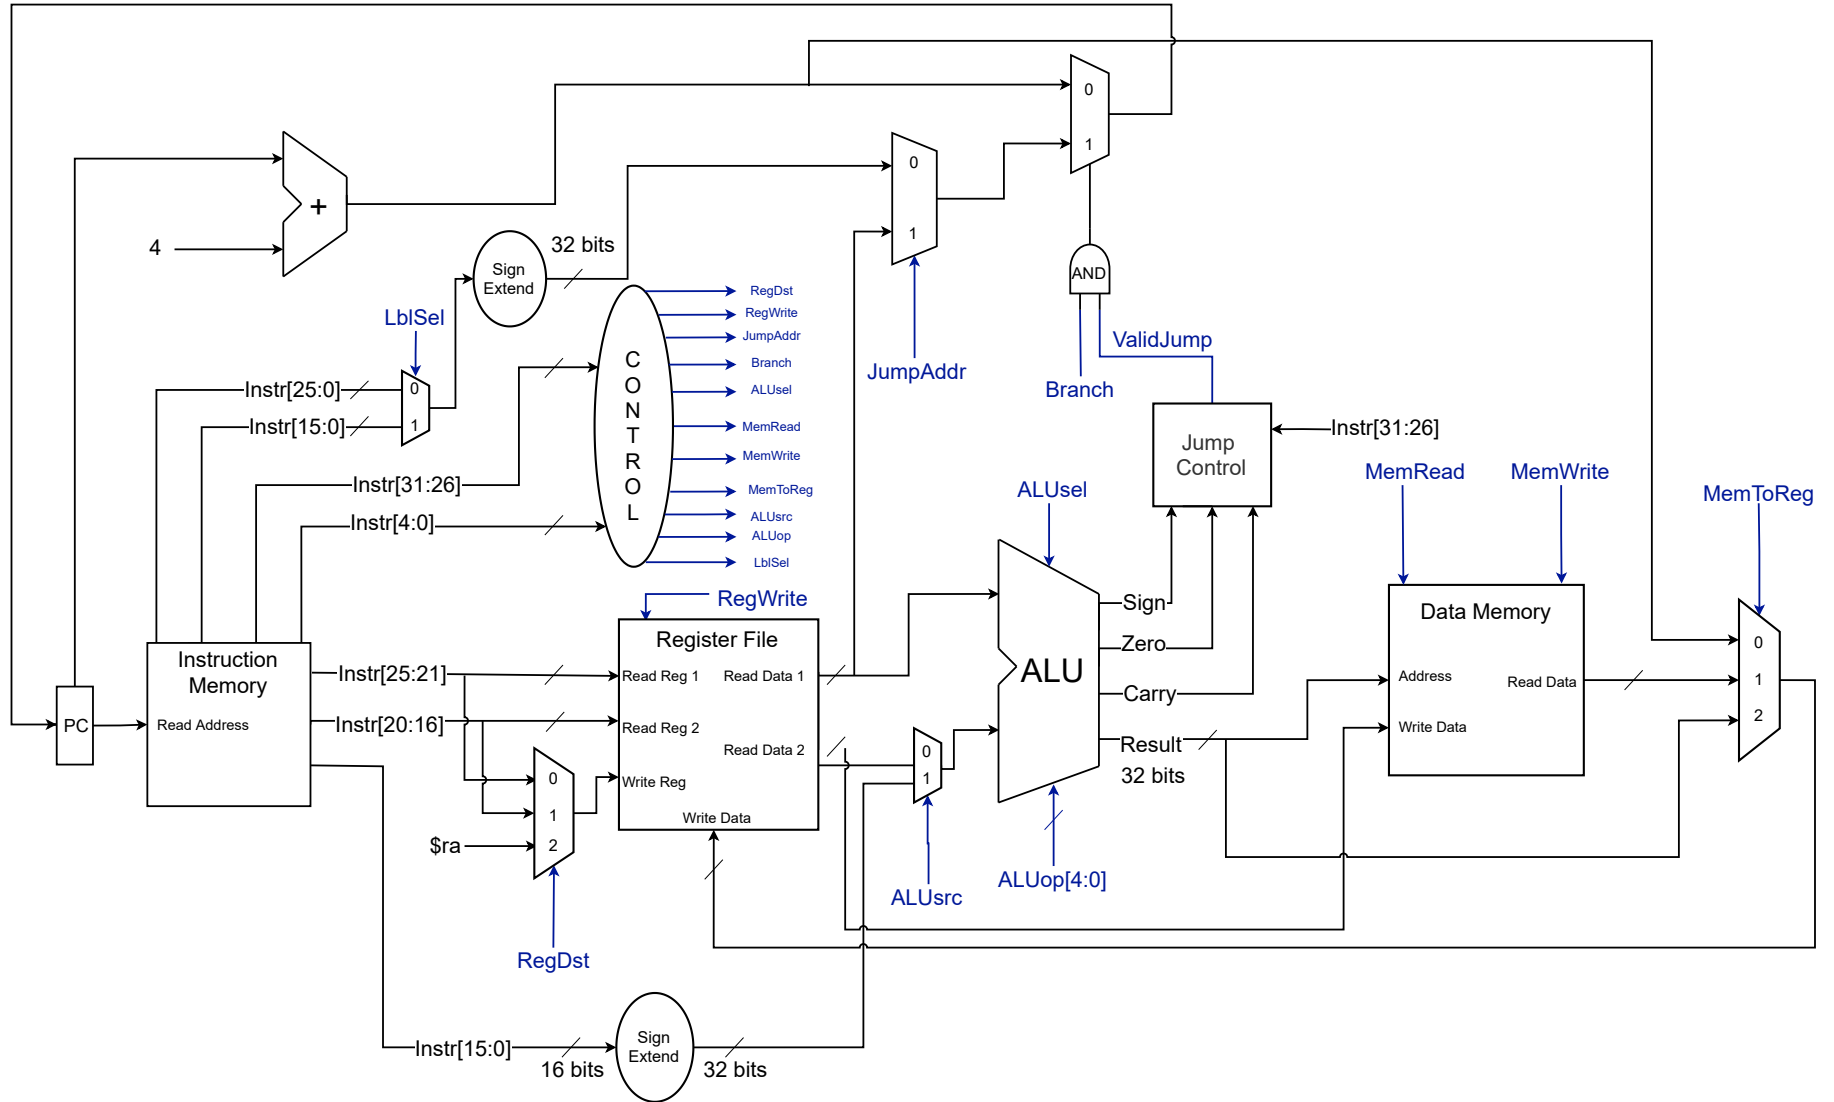 0
1
0
1
+
4
32 bits
Sign
Extend
AND
LblSel
RegDst
RegWrite
JumpAddr
Branch
ALUsel
MemRead
MemWrite
MemToReg
ALUsrc
ALUop
LblSel
C
O
N
T
R
O
L
ValidJump
JumpAddr
Branch
Instr[25:0]
0
Instr[15:0]
1
Instr[31:26]
Instr[4:0]
Jump
Control
Instr[31:26]
MemRead
MemWrite
MemToReg
ALUsel
RegWrite
Instruction
Memory
Read Address
PC
Instr[25:21]
Instr[20:16]
Register File
Read Reg 1
Read Data 1
Read Reg 2
Read Data 2
Write Reg
Write Data
0
1
2
$ra
RegDst
0
1
ALUsrc
ALU
Sign
Zero
Carry
Result
32 bits
ALUop[4:0]
Data Memory
Address
Read Data
Write Data
0
1
2
Instr[15:0]
16 bits
Sign
Extend
32 bits